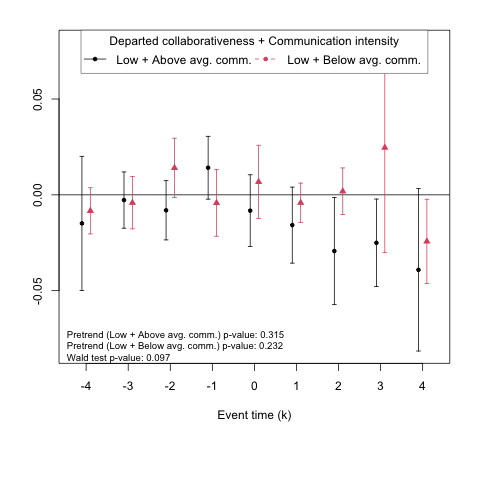 Departed collaborativeness + Communication intensity
Low + Above avg. comm. Low + Below avg. comm.
0.05
0.00
-0.05
Pretrend (Low + Above avg. comm.) p-value: 0.315
Pretrend (Low + Below avg. comm.) p-value: 0.232
Wald test p-value: 0.097
-4 -3 -2 -1 0 1 2 3 4
Event time (k)